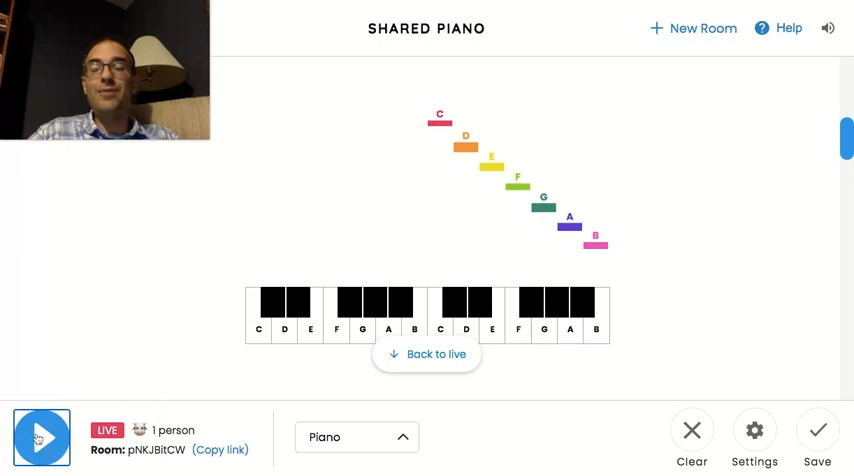 SHARED PIANO
New Room
Help
C
D
E
F
G
A
B
C D E F G A B C D E F G A B
Back to live
LIVE 1 person
Room: pNKJBitCW (Copy link)
Piano
Clear
Settings
Save